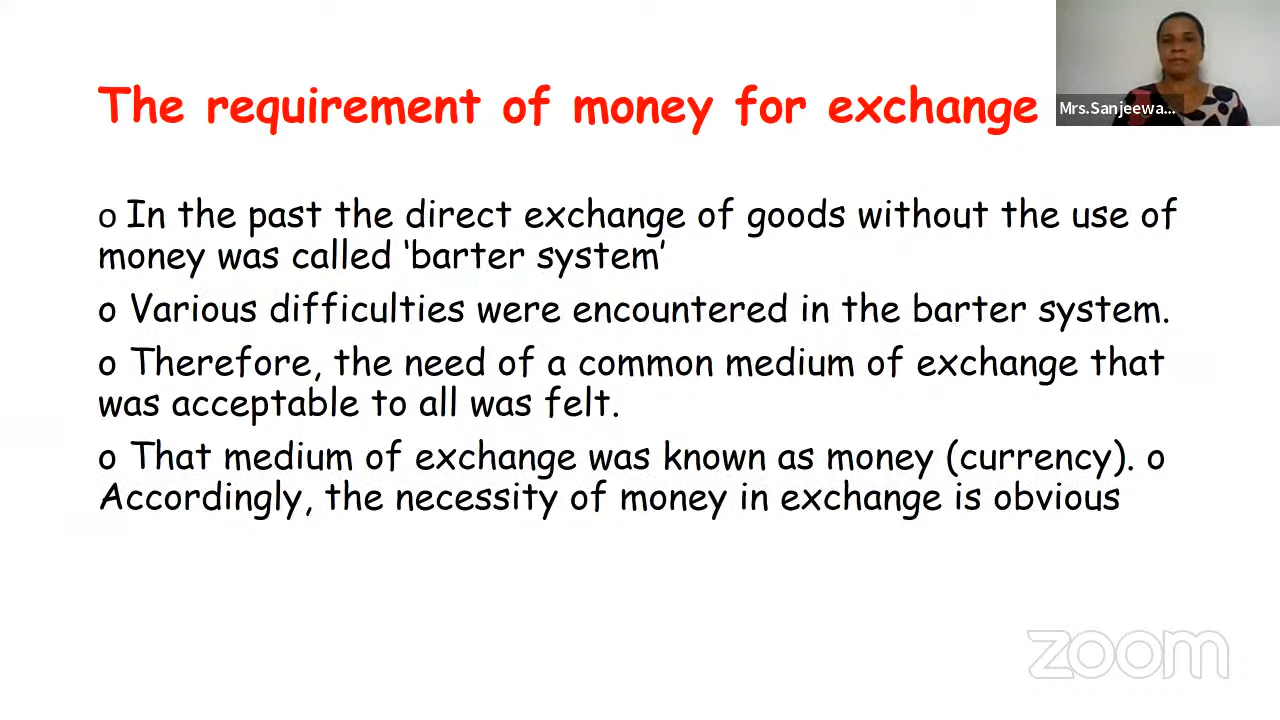 The requirement of money for exchange
Mrs.Sanjeewa...
o In the past the direct exchange of goods without the use of
money was called ‘barter system’
o Various difficulties were encountered in the barter system.
o Therefore, the need of a common medium of exchange that
was acceptable to all was felt.
o That medium of exchange was known as money (currency). o
Accordingly, the necessity of money in exchange is obvious
zoom